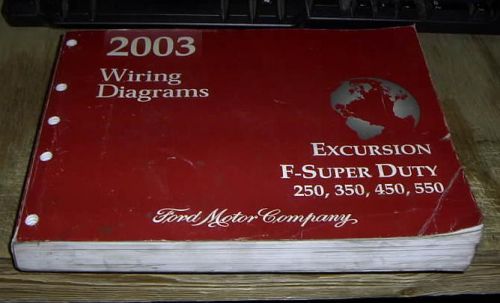 2003
Wiring
Diagrams
EXCURSION
F-SUPER DUTY
250, 350, 450, 550
Ford Motor Company